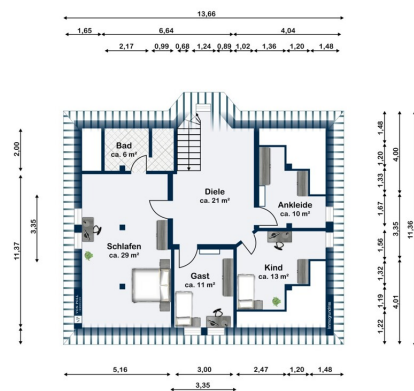 13,66
1,65 6,64 4,04
2,17 0,99 0,68 1,24 0,89 1,02 1,36 1,20 1,48
Bad
ca. 6 m²
Diele
ca. 21 m²
Ankleide
ca. 10 m²
Schlafen
ca. 29 m²
Gast
ca. 11 m²
Kind
ca. 13 m²
2,00
11,37
3,35
1,48
1,20
1,33
1,67
1,56
1,32
1,19
1,22
4,00
3,35
4,01
11,36
5,16 3,00 2,47 1,20 1,48
3,35